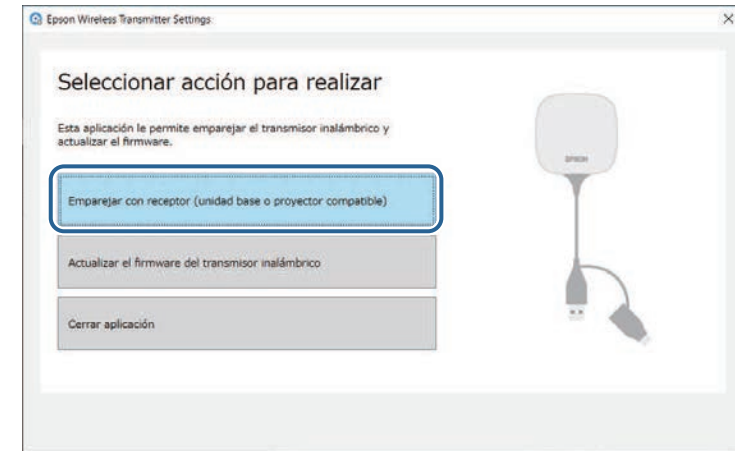 Epson Wireless Transmitter Settings
Seleccionar acción para realizar
Esta aplicación le permite emparejar el transmisor inalámbrico y
actualizar el firmware.
EPSON
Emparejar con receptor (unidad base o proyector compatible)
Actualizar el firmware del transmisor inalámbrico
Cerrar aplicación